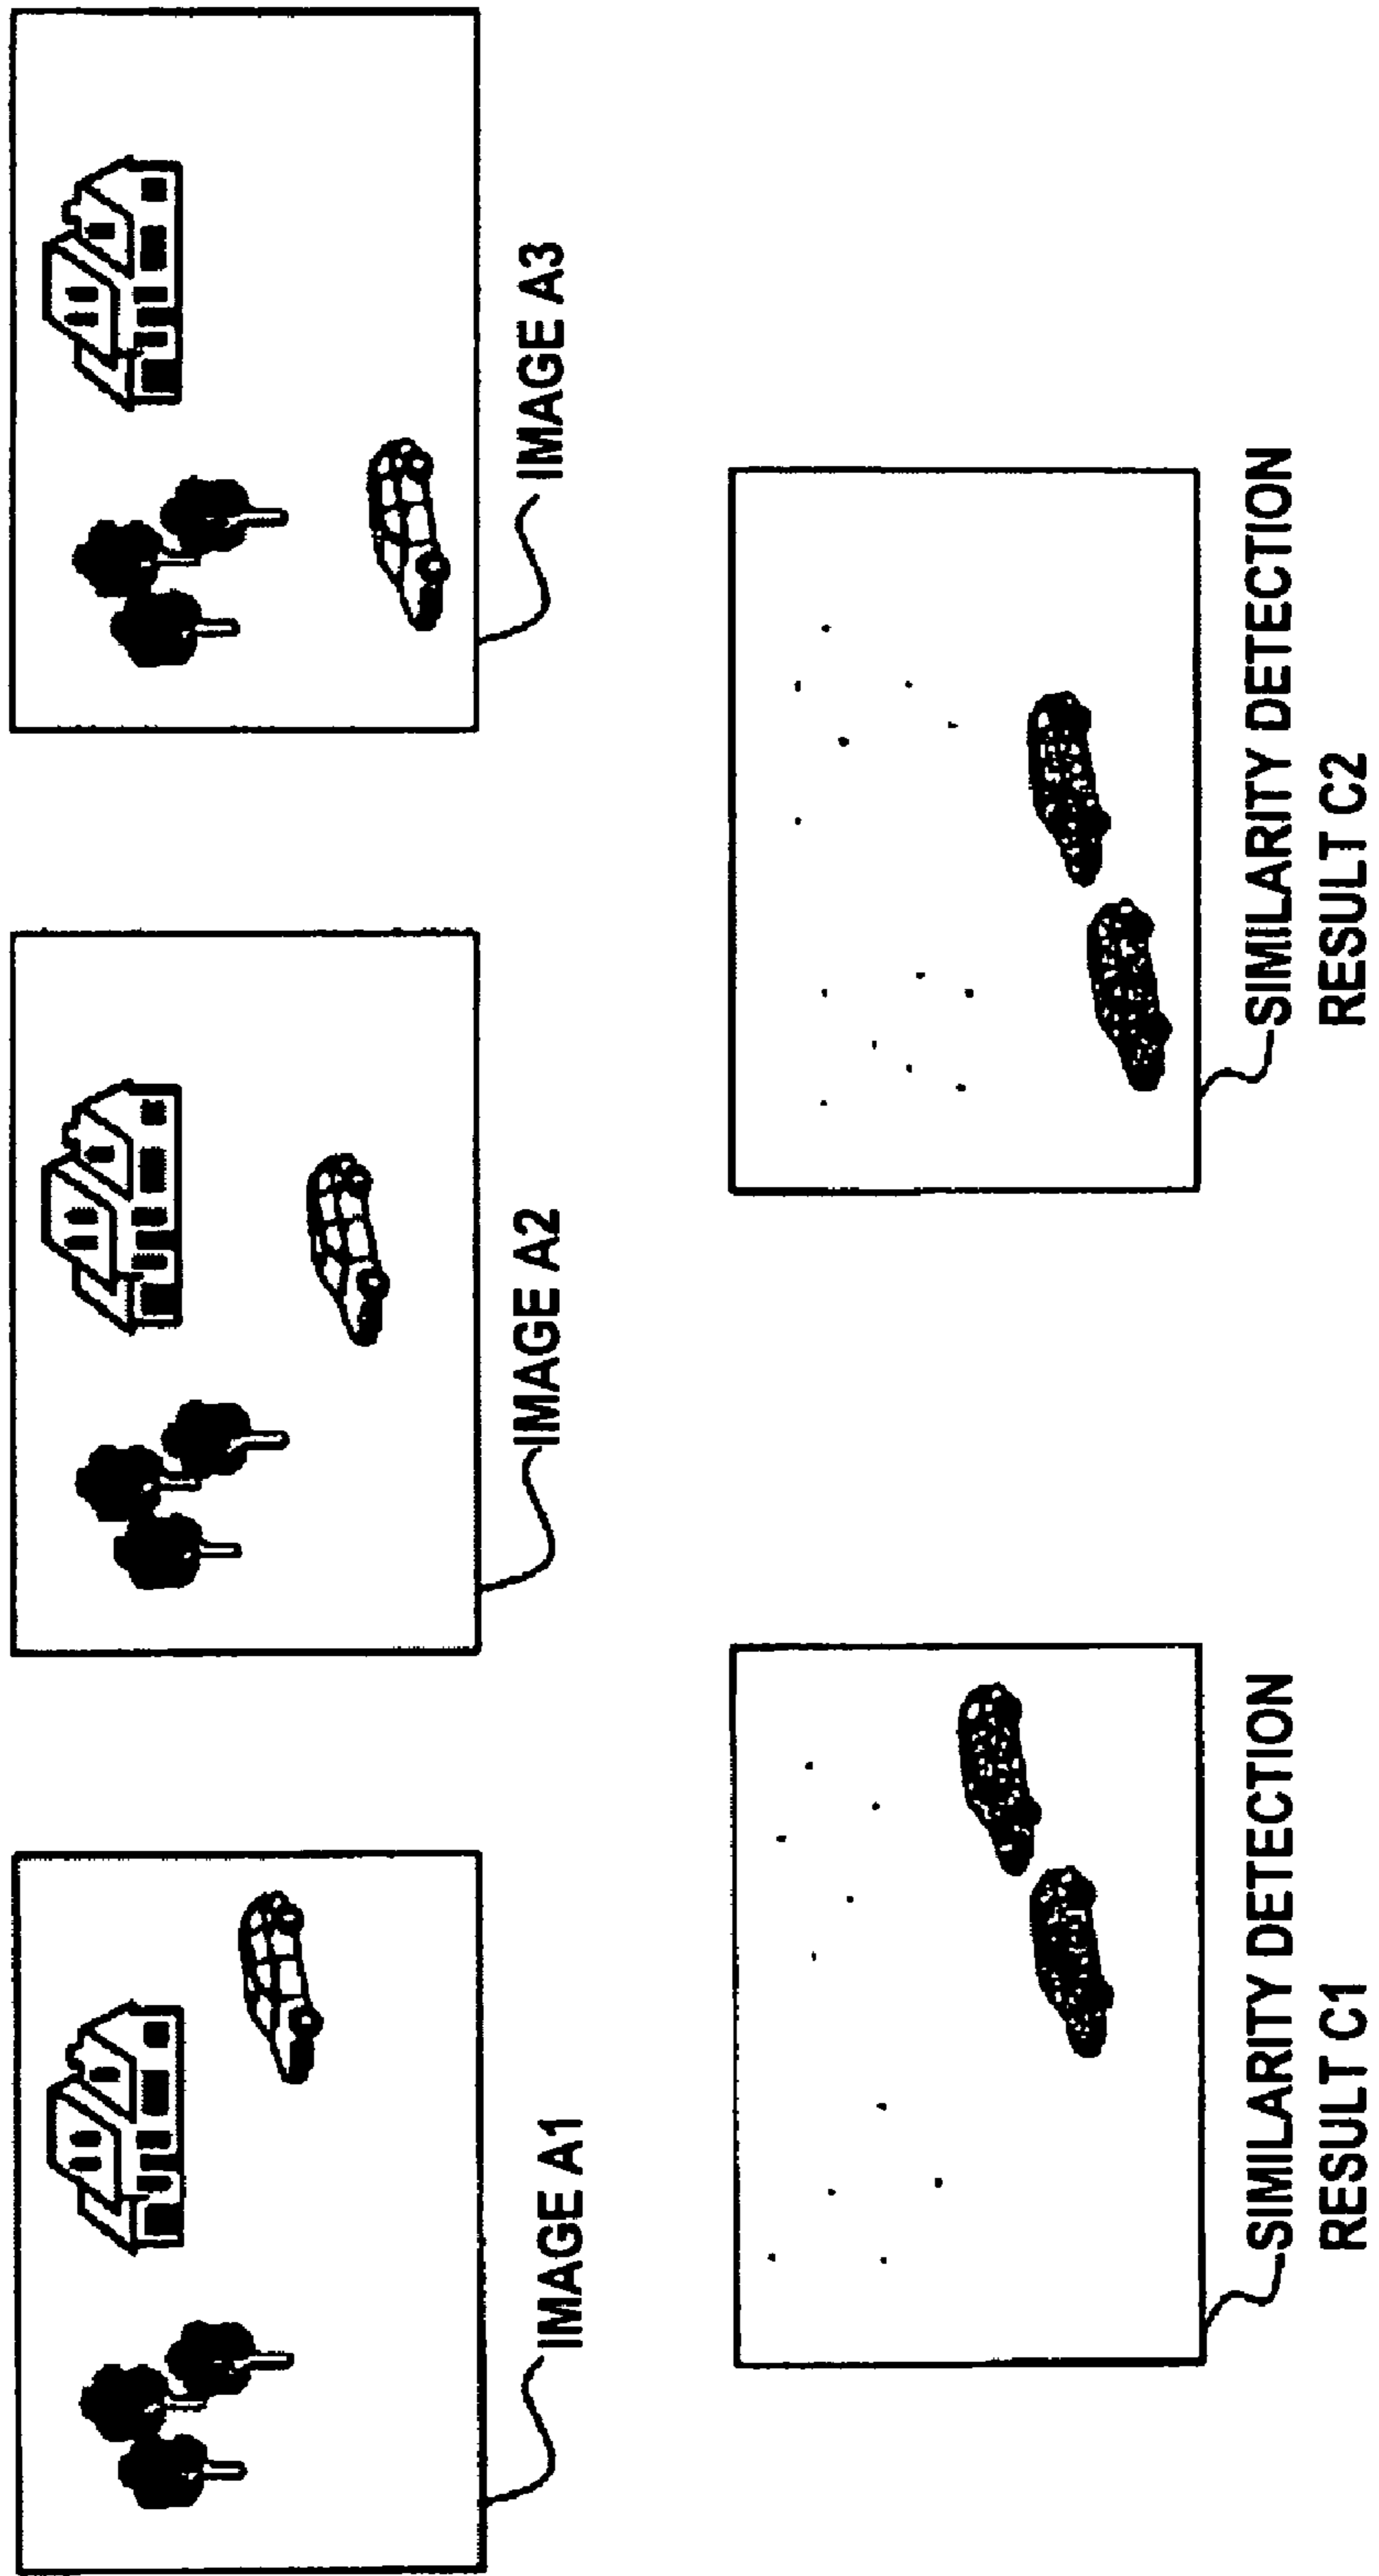 IMAGE A1
IMAGE A2
IMAGE A3
SIMILARITY DETECTION
RESULT C1
SIMILARITY DETECTION
RESULT C2